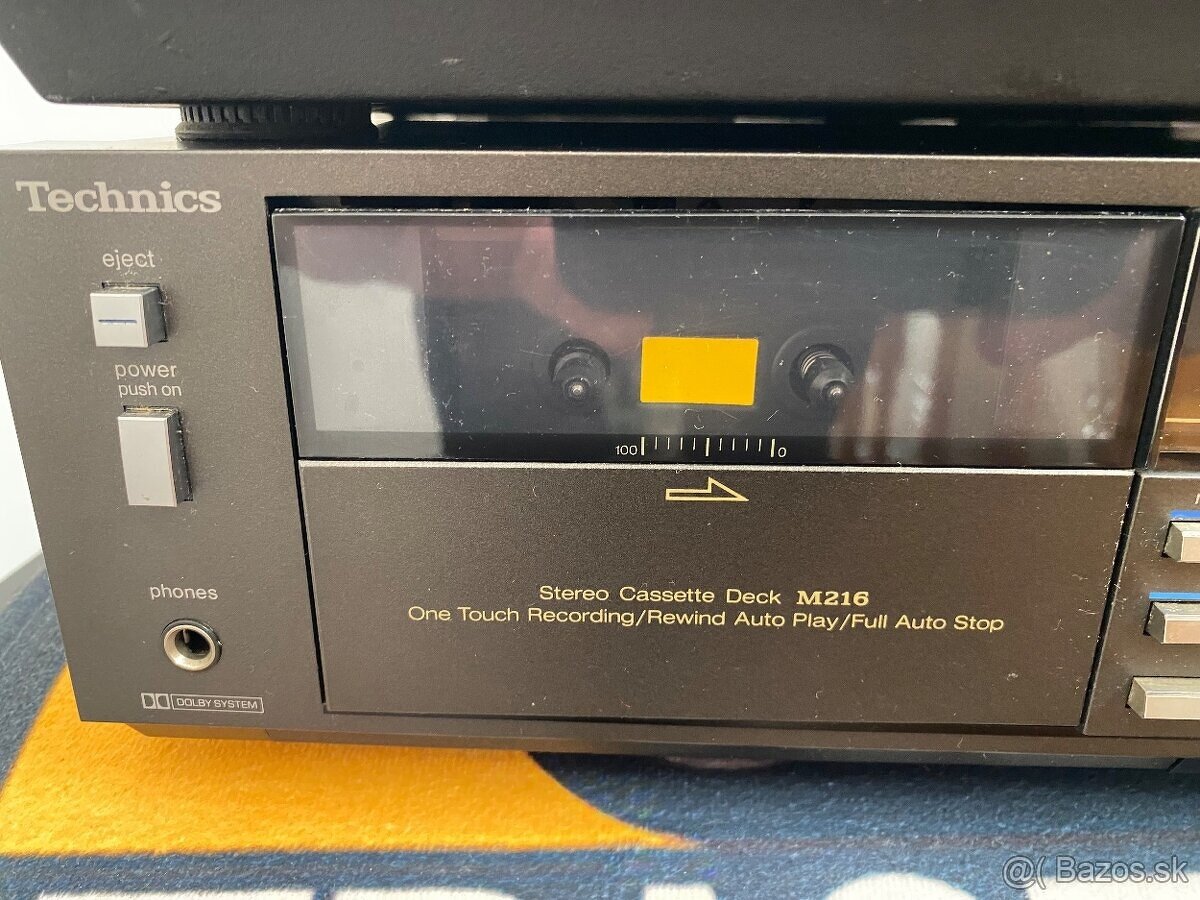 Technics
eject
power
push on
phones
DOLBY SYSTEM
100 0
Stereo Cassette Deck M216
One Touch Recording/Rewind Auto Play/Full Auto Stop
@( Bazos.sk